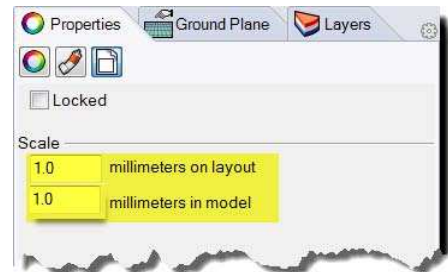 Properties Ground Plane Layers
Locked
Scale
1.0 millimeters on layout
1.0 millimeters in model